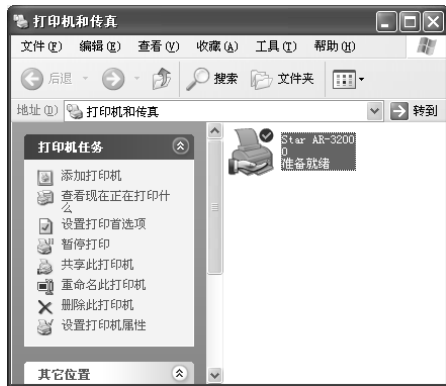 打印机和传真
文件(F) 编辑(E) 查看(V) 收藏(A) 工具(T) 帮助(H)
后退 搜索 文件夹
地址(D) 打印机和传真 转到
打印机任务
添加打印机
查看现在正在打印什
么
设置打印首选项
暂停打印
共享此打印机
重命名此打印机
删除此打印机
设置打印机属性
其它位置
Star AR-3200
0
准备就绪